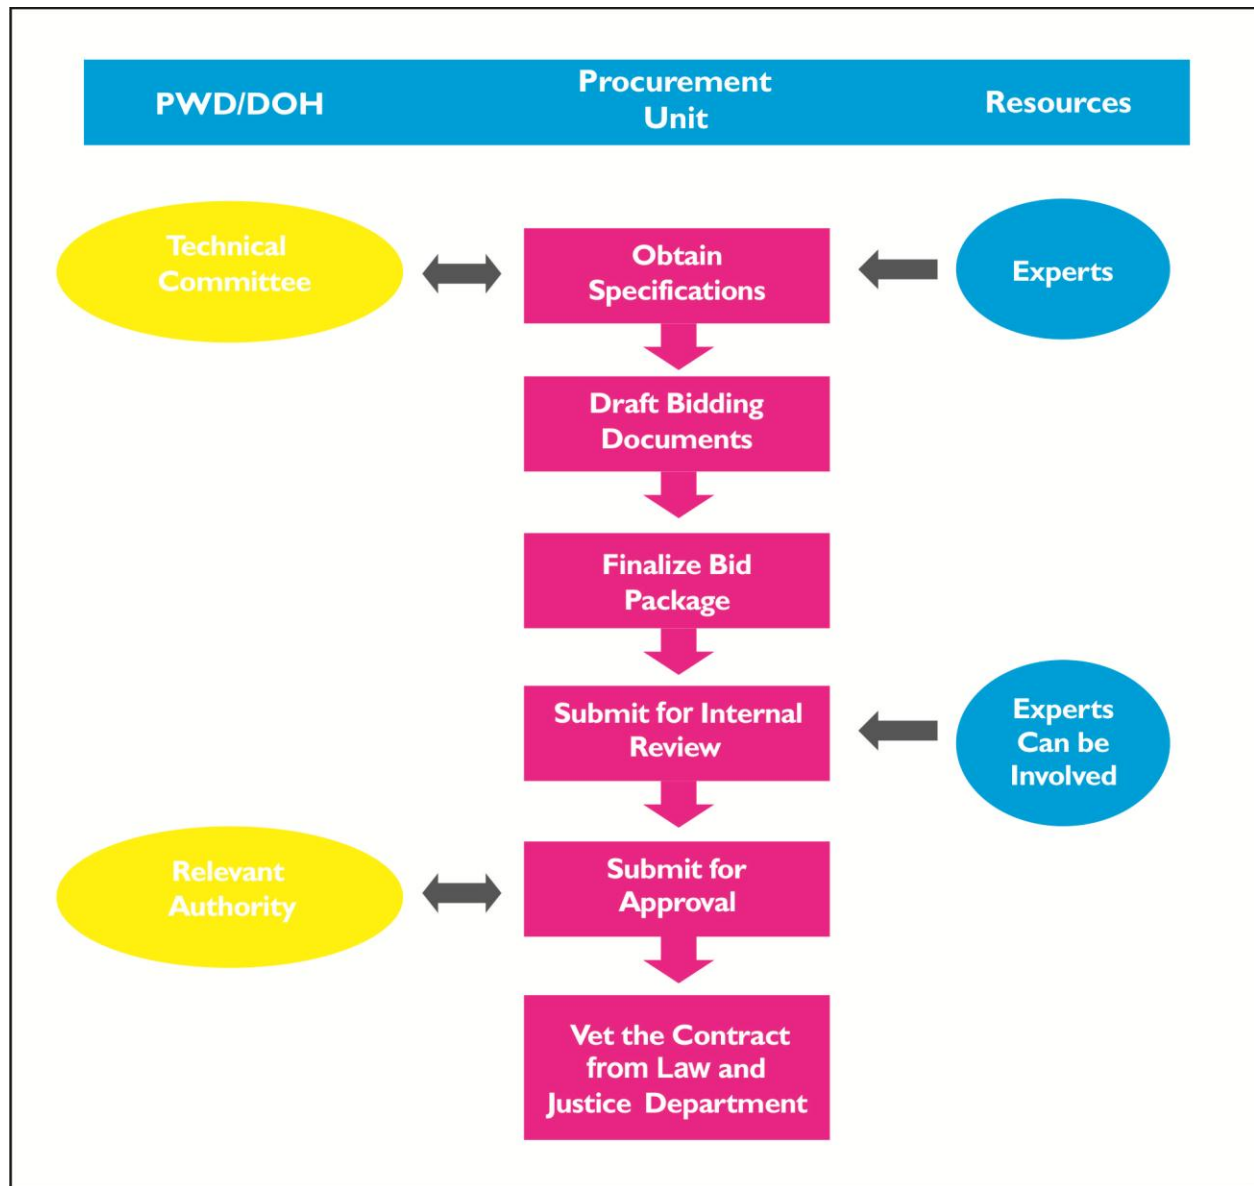 PWD/DOH
Procurement
Unit
Resources
Technical
Committee
Obtain
Specifications
Experts
Draft Bidding
Documents
Finalize Bid
Package
Submit for Internal
Review
Experts
Can be
Involved
Relevant
Authority
Submit for
Approval
Vet the Contract
from Law and
Justice Department